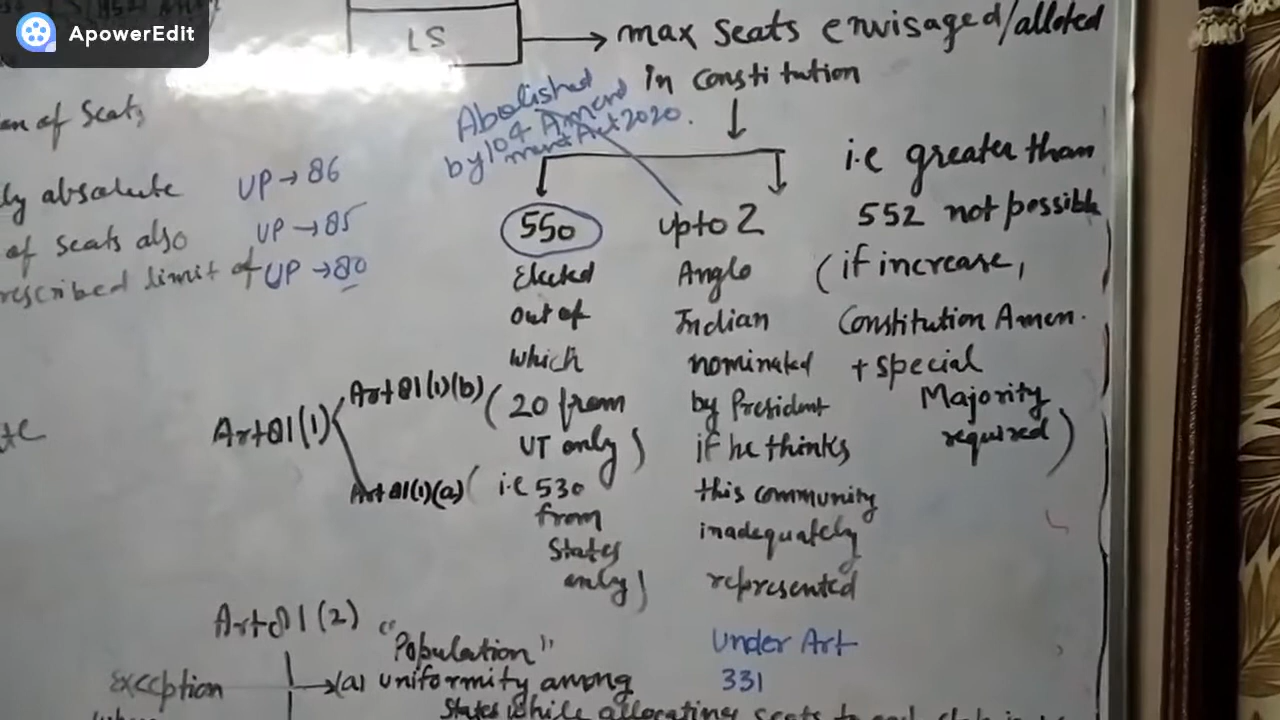 ApowerEdit
LS
max seats envisaged/alloted
in constitution
Abolished
by 104 Amend
ment Act 2020.
on of Seats
ly absolute
of seats also
rescribed limit of
UP → 86
UP → 85
UP → 80
550
Elected
out of
which
20 from
UT only)
i.e 530
from
States
only)
upto 2
Anglo
Indian
nominated
by President
if he thinks
this community
inadequately
represented
Under Art
331
i.e greater than
552 not possible
(if increase,
Constitution Amen.
+ special
Majority
required)
Art 81(1)
Art 81(1)(b) (
Art 81(1)(a) (
Art 81(2)
"Population"
Exception
(a) uniformity among
States while allocating seats to